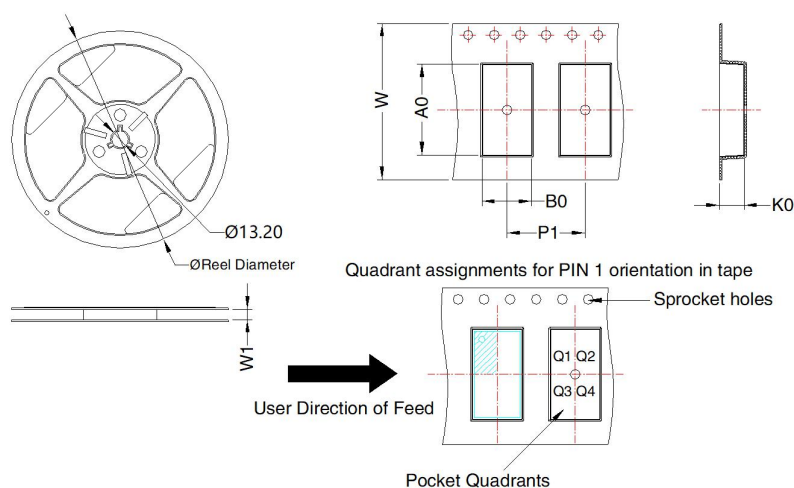 W
A0
B0
P1
K0
Ø13.20
ØReel Diameter
Quadrant assignments for PIN 1 orientation in tape
Sprocket holes
W1
Q1 Q2
Q3 Q4
User Direction of Feed
Pocket Quadrants